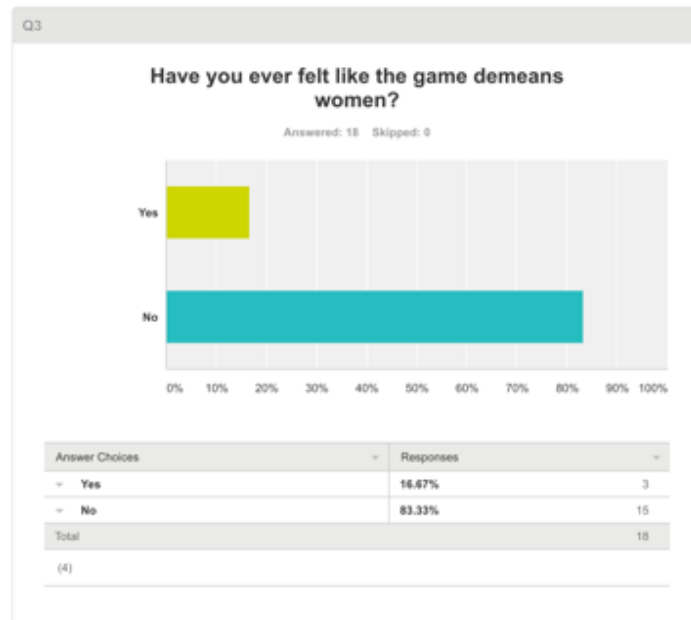 Q3
Have you ever felt like the game demeans
women?
Answered: 18 Skipped: 0
Yes
No
0% 10% 20% 30% 40% 50% 60% 70% 80% 90% 100%
Answer Choices Responses
Yes 16.67% 3
No 83.33% 15
Total 18
(4)